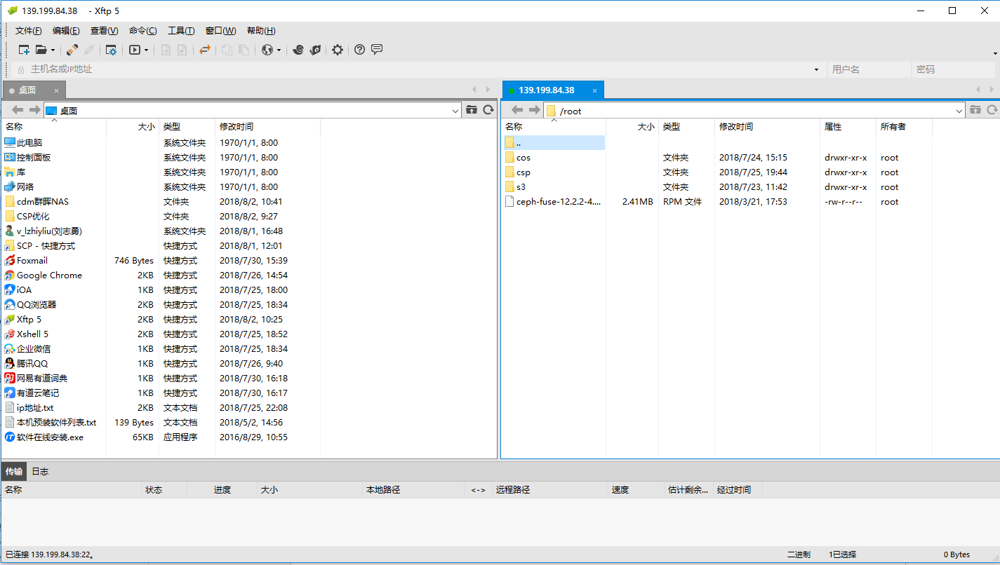 139.199.84.38 - Xftp 5
文件(F) 编辑(E) 查看(V) 命令(C) 工具(T) 窗口(W) 帮助(H)
主机名或IP地址 用户名 密码
桌面 ×
桌面
名称 大小 类型 修改时间
此电脑 系统文件夹 1970/1/1, 8:00
控制面板 系统文件夹 1970/1/1, 8:00
库 系统文件夹 1970/1/1, 8:00
网络 系统文件夹 1970/1/1, 8:00
cdm群晖NAS 文件夹 2018/8/2, 10:41
CSP优化 文件夹 2018/8/2, 9:27
v_lzhiyliu(刘志勇) 系统文件夹 2018/8/1, 16:48
SCP - 快捷方式 快捷方式 2018/8/1, 12:01
Foxmail 746 Bytes 快捷方式 2018/7/30, 15:39
Google Chrome 2KB 快捷方式 2018/7/26, 14:54
iOA 1KB 快捷方式 2018/7/25, 18:00
QQ浏览器 2KB 快捷方式 2018/7/25, 18:34
Xftp 5 2KB 快捷方式 2018/8/2, 10:25
Xshell 5 2KB 快捷方式 2018/7/25, 18:52
企业微信 1KB 快捷方式 2018/7/25, 18:34
腾讯QQ 1KB 快捷方式 2018/7/26, 9:40
网易有道词典 1KB 快捷方式 2018/7/30, 16:18
有道云笔记 1KB 快捷方式 2018/7/30, 16:17
ip地址.txt 2KB 文本文档 2018/7/25, 22:08
本机预装软件列表.txt 139 Bytes 文本文档 2018/5/2, 14:56
软件在线安装.exe 65KB 应用程序 2016/8/29, 10:55
139.199.84.38 ×
/root
名称 大小 类型 修改时间 属性 所有者
..
cos 文件夹 2018/7/24, 15:15 drwxr-xr-x root
csp 文件夹 2018/7/25, 19:44 drwxr-xr-x root
s3 文件夹 2018/7/23, 11:42 drwxr-xr-x root
ceph-fuse-12.2.2-4.... 2.41MB RPM 文件 2018/3/21, 17:53 -rw-r--r-- root
传输 日志
名称 状态 进度 大小 本地路径 <-> 远程路径 速度 估计剩余... 经过时间
已连接 139.199.84.38:22。 二进制 1已选择 0 Bytes